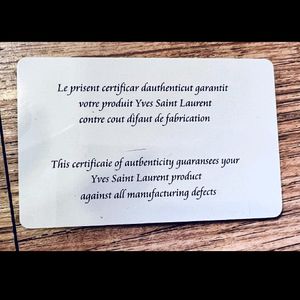 Le prisent certificar dauthenticut garantit
votre produit Yves Saint Laurent
contre cout difaut de fabrication
This certificaie of authenticity guaransees your
Yves Saint Laurent product
against all manufacturing defects